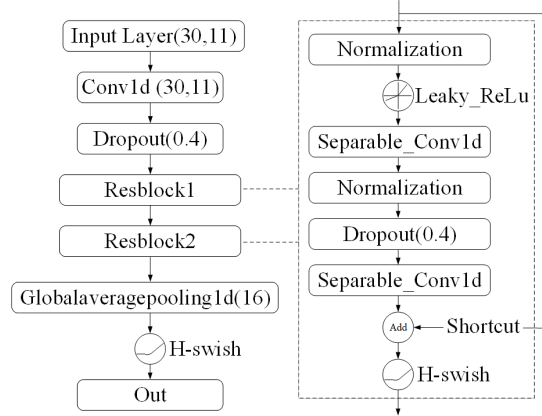 Input Layer(30,11)
Conv1d (30,11)
Dropout(0.4)
Resblock1
Resblock2
Globalaveragepooling1d(16)
H-swish
Out
Normalization
Leaky_ReLu
Separable_Conv1d
Normalization
Dropout(0.4)
Separable_Conv1d
Add
Shortcut
H-swish